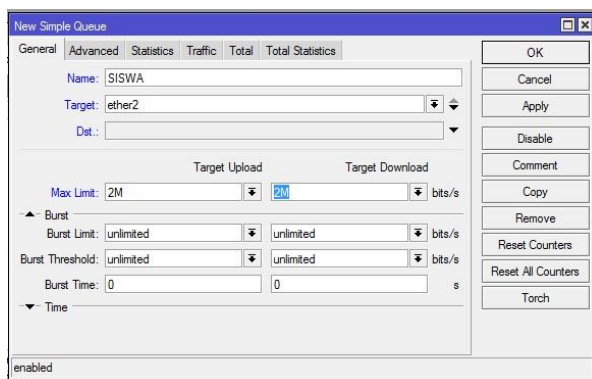 New Simple Queue
General Advanced Statistics Traffic Total Total Statistics
Name: SISWA
Target: ether2
Dst.:
Target Upload Target Download
Max Limit: 2M 2M bits/s
Burst
Burst Limit: unlimited unlimited bits/s
Burst Threshold: unlimited unlimited bits/s
Burst Time: 0 0 s
Time
OK
Cancel
Apply
Disable
Comment
Copy
Remove
Reset Counters
Reset All Counters
Torch
enabled